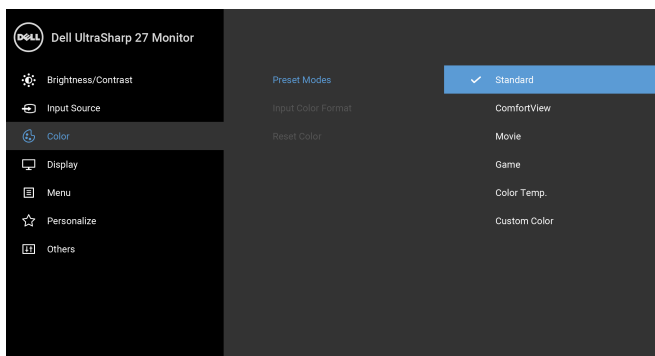 DELL Dell UltraSharp 27 Monitor
Brightness/Contrast Preset Modes Standard
Input Source Input Color Format ComfortView
Color Reset Color Movie
Display Game
Menu Color Temp.
Personalize Custom Color
Others